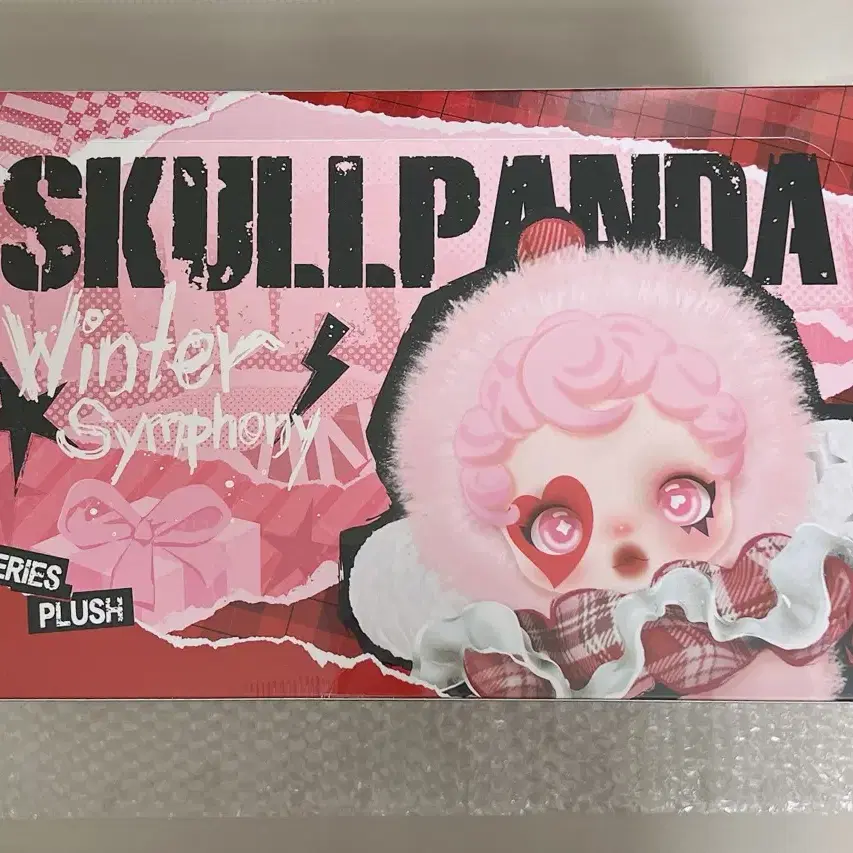 SKULLPANDA
Winter
Symphony
ERIES
PLUSH